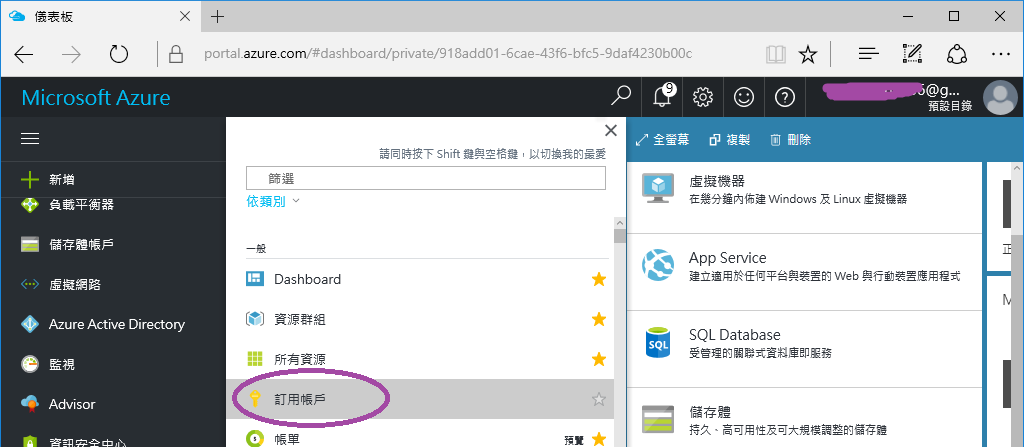 儀表板
portal.azure.com/#dashboard/private/918add01-6cae-43f6-bfc5-9daf4230b00c
Microsoft Azure
9
@g...
預設目錄
新增
負載平衡器
儲存體帳戶
虛擬網路
Azure Active Directory
監視
Advisor
資訊安全中心
請同時按下 Shift 鍵與空格鍵，以切換我的最愛
篩選
依類別
一般
Dashboard
資源群組
所有資源
訂用帳戶
帳單
預覽
全螢幕
複製
刪除
虛擬機器
在幾分鐘內佈建 Windows 及 Linux 虛擬機器
App Service
建立適用於任何平台與裝置的 Web 與行動裝置應用程式
SQL Database
受管理的關聯式資料庫即服務
儲存體
持久、高可用性及可大規模調整的儲存體
M